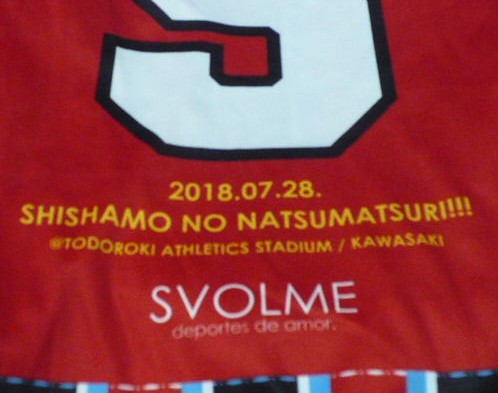 2018.07.28.
SHISHAMO NO NATSUMATSURI!!!
@TODOROKI ATHLETICS STADIUM / KAWASAKI
SVOLME
deportes de amor.